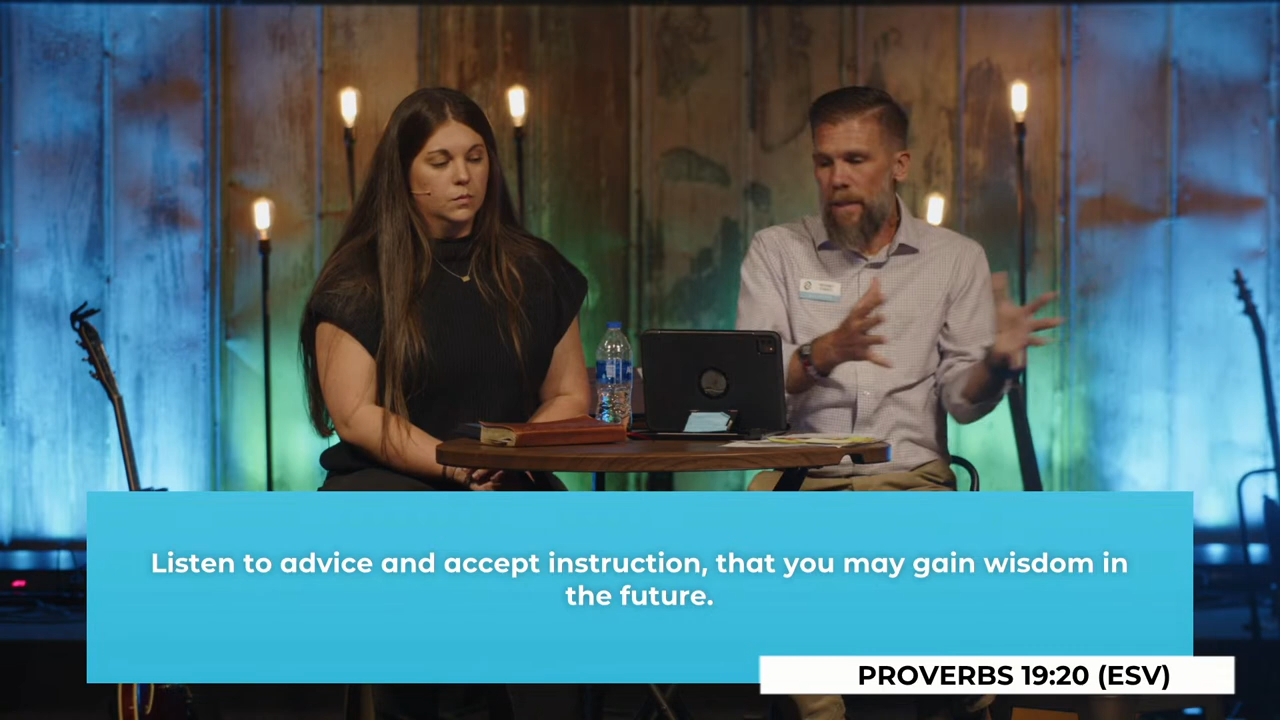 Listen to advice and accept instruction, that you may gain wisdom in
the future.
PROVERBS 19:20 (ESV)